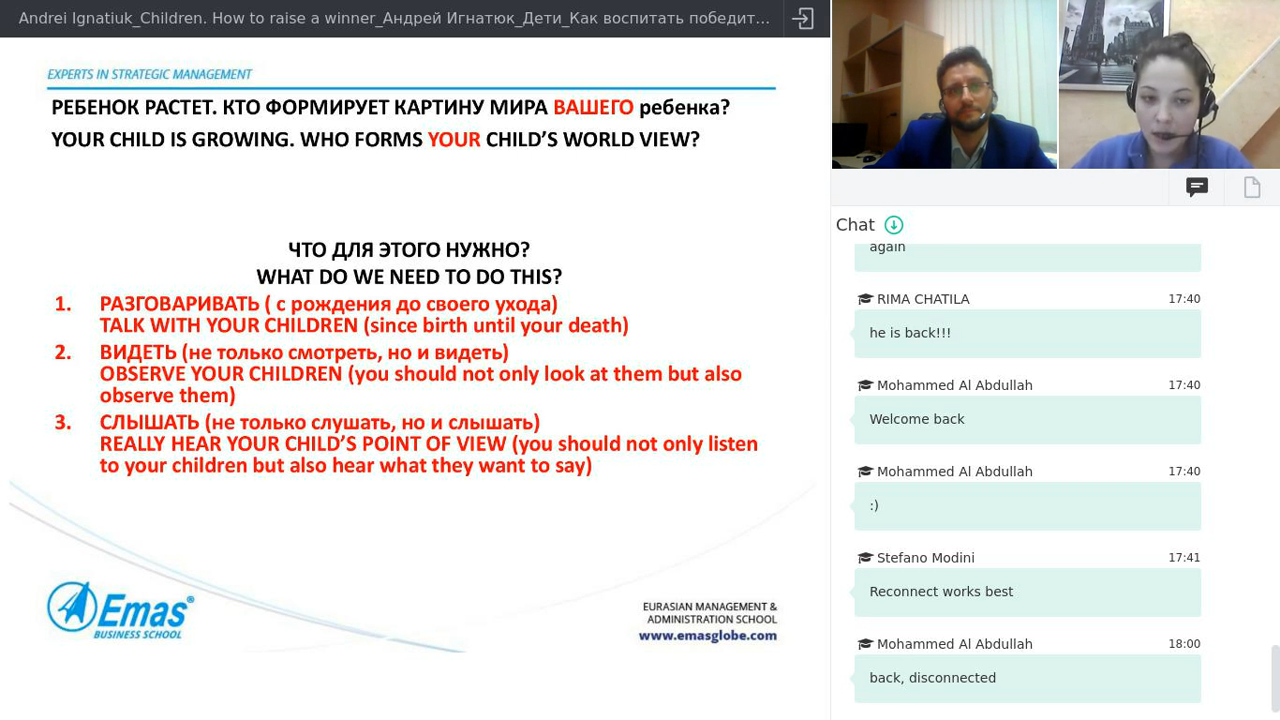 Andrei Ignatiuk_Children. How to raise a winner_Андрей Игнатюк_Дети_Как воспитать победит...
EXPERTS IN STRATEGIC MANAGEMENT
РЕБЕНОК РАСТЕТ. КТО ФОРМИРУЕТ КАРТИНУ МИРА ВАШЕГО ребенка?
YOUR CHILD IS GROWING. WHO FORMS YOUR CHILD’S WORLD VIEW?
ЧТО ДЛЯ ЭТОГО НУЖНО?
WHAT DO WE NEED TO DO THIS?
1. РАЗГОВАРИВАТЬ ( с рождения до своего ухода)
TALK WITH YOUR CHILDREN (since birth until your death)
2. ВИДЕТЬ (не только смотреть, но и видеть)
OBSERVE YOUR CHILDREN (you should not only look at them but also
observe them)
3. СЛЫШАТЬ (не только слушать, но и слышать)
REALLY HEAR YOUR CHILD’S POINT OF VIEW (you should not only listen
to your children but also hear what they want to say)
Emas®
BUSINESS SCHOOL
EURASIAN MANAGEMENT &
ADMINISTRATION SCHOOL
www.emasglobe.com
Chat
again
RIMA CHATILA 17:40
he is back!!!
Mohammed Al Abdullah 17:40
Welcome back
Mohammed Al Abdullah 17:40
:)
Stefano Modini 17:41
Reconnect works best
Mohammed Al Abdullah 18:00
back, disconnected